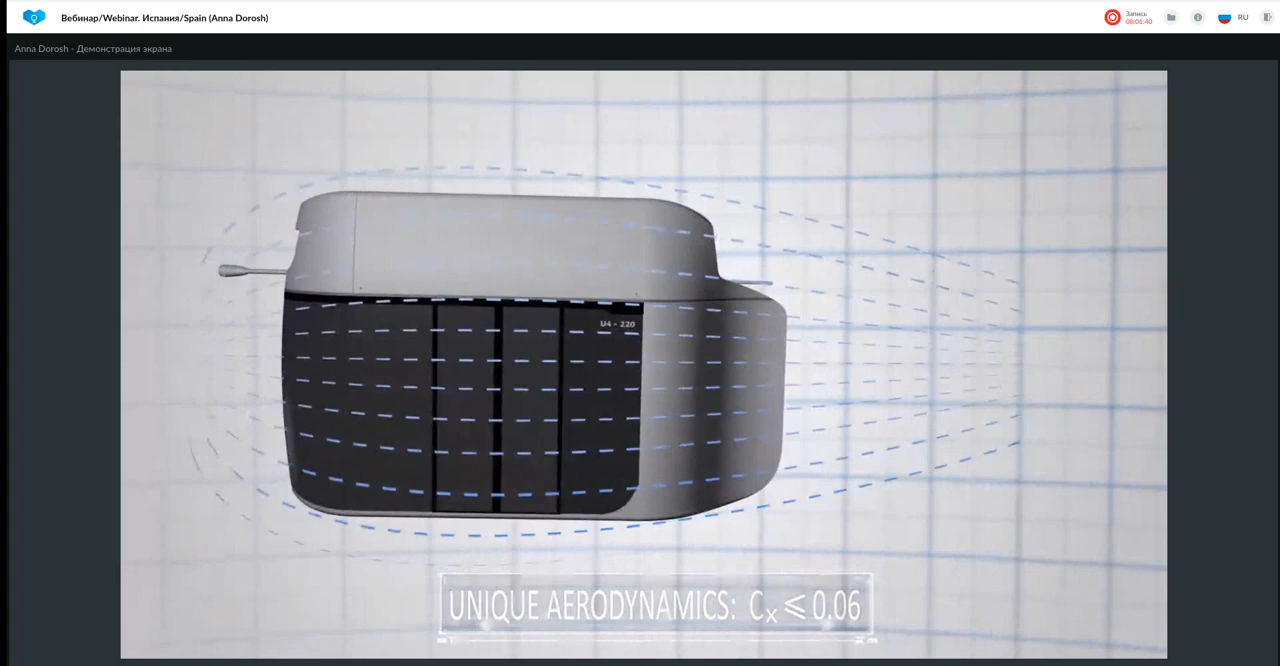 Вебинар/Webinar. Испания/Spain (Anna Dorosh)
Запись
00:01:40
RU
Anna Dorosh - Демонстрация экрана
U4 - 220
UNIQUE AERODYNAMICS: Cₓ ⩽ 0.06